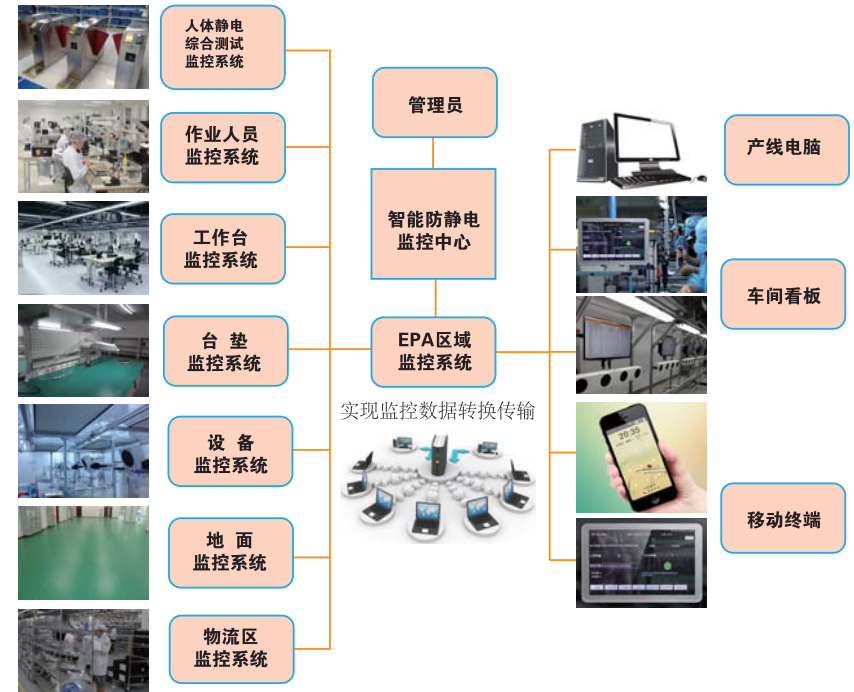 人体静电
综合测试
监控系统
作业人员
监控系统
工作台
监控系统
台 垫
监控系统
设 备
监控系统
地 面
监控系统
物流区
监控系统
管理员
智能防静电
监控中心
EPA区域
监控系统
实现监控数据转换传输
产线电脑
车间看板
20:35
移动终端